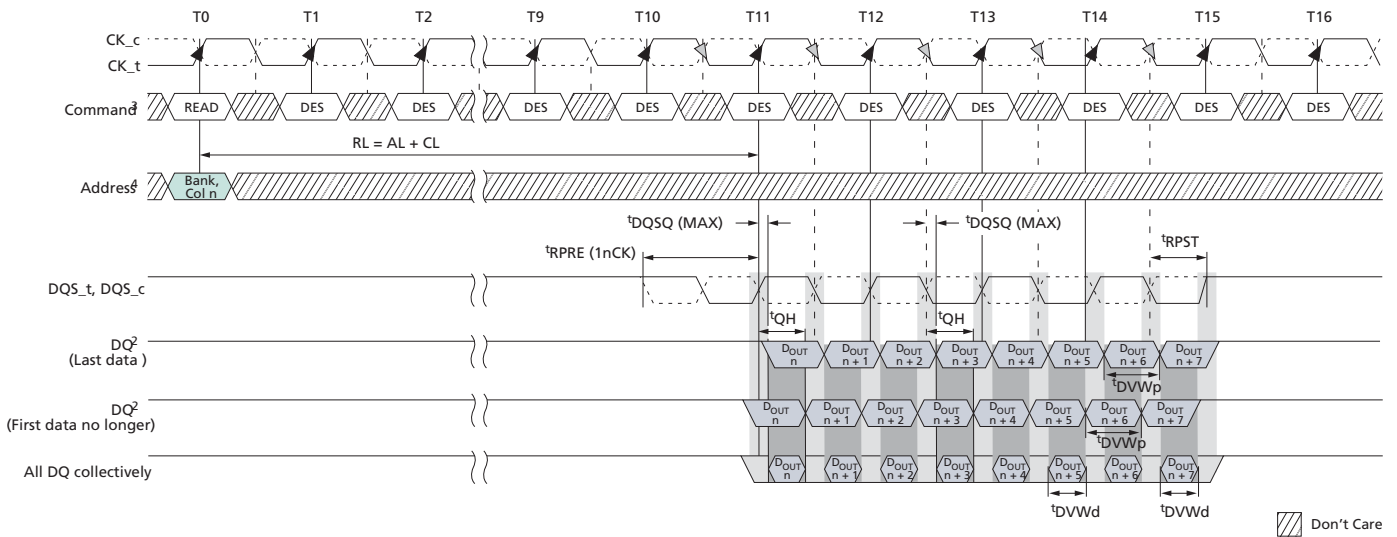 T0 T1 T2 T9 T10 T11 T12 T13 T14 T15 T16
CK_c
CK_t
Command3 READ DES DES DES DES DES DES DES DES DES DES
RL = AL + CL
Address4 Bank,
Col n
tDQSQ (MAX) tDQSQ (MAX)
tRPRE (1nCK) tRPST
DQS_t, DQS_c
tQH tQH
DQ2
(Last data )
DOUT n DOUT n + 1 DOUT n + 2 DOUT n + 3 DOUT n + 4 DOUT n + 5 DOUT n + 6 DOUT n + 7
tDVWp
DQ2
(First data no longer)
DOUT n DOUT n + 1 DOUT n + 2 DOUT n + 3 DOUT n + 4 DOUT n + 5 DOUT n + 6 DOUT n + 7
tDVWp
All DQ collectively
DOUT n DOUT n + 1 DOUT n + 2 DOUT n + 3 DOUT n + 4 DOUT n + 5 DOUT n + 6 DOUT n + 7
tDVWd tDVWd
Don't Care